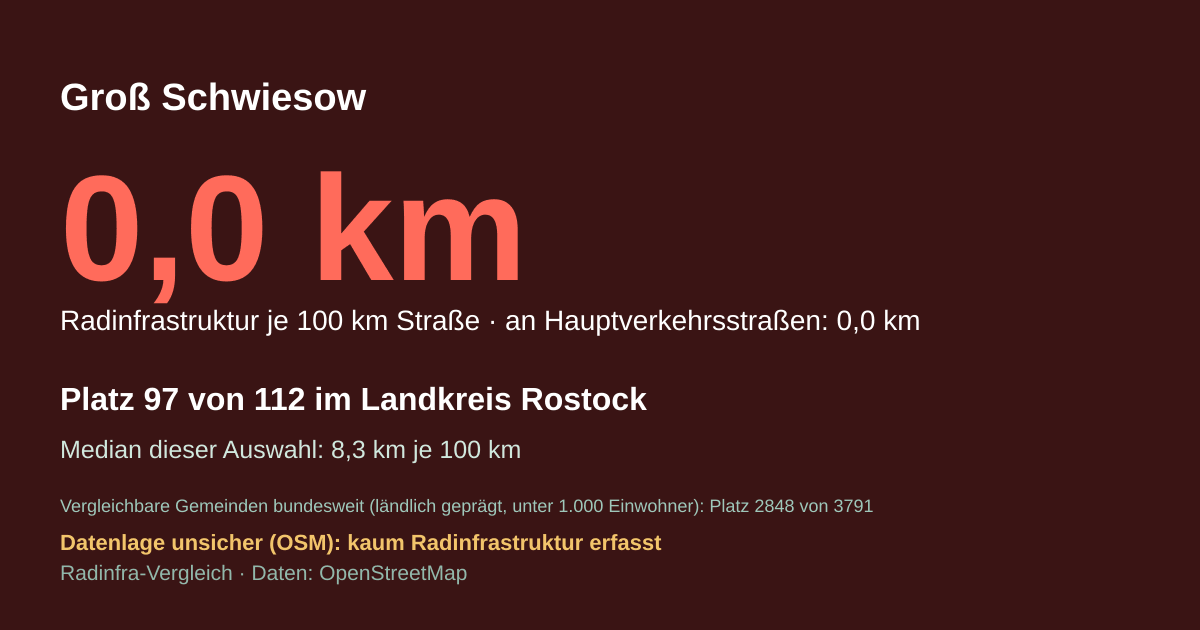 Groß Schwiesow
0,0 km
Radinfrastruktur je 100 km Straße · an Hauptverkehrsstraßen: 0,0 km
Platz 97 von 112 im Landkreis Rostock
Median dieser Auswahl: 8,3 km je 100 km
Vergleichbare Gemeinden bundesweit (ländlich geprägt, unter 1.000 Einwohner): Platz 2848 von 3791
Datenlage unsicher (OSM): kaum Radinfrastruktur erfasst
Radinfra-Vergleich · Daten: OpenStreetMap